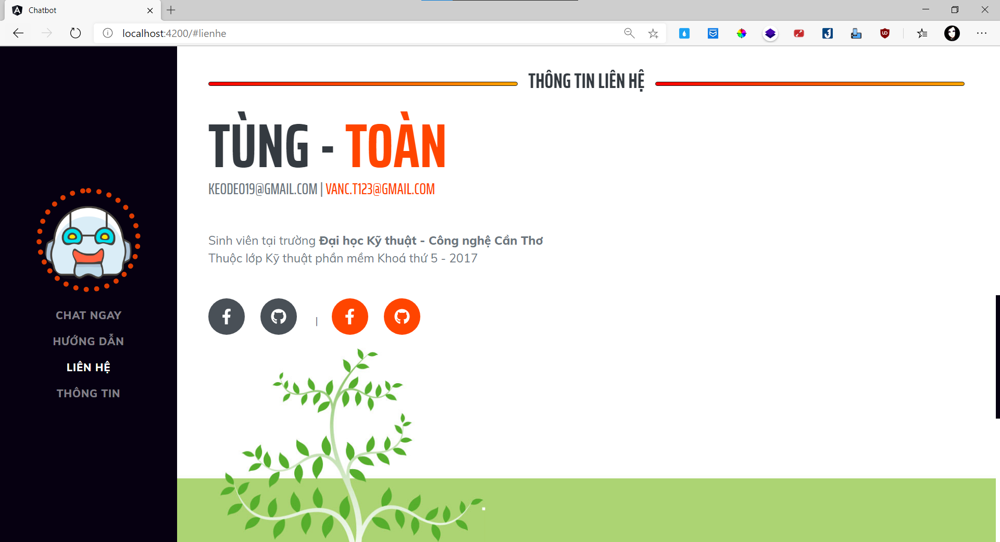 Chatbot
localhost:4200/#lienhe
THÔNG TIN LIÊN HỆ
TÙNG - TOÀN
KEODEO19@GMAIL.COM | VANC.T123@GMAIL.COM
Sinh viên tại trường Đại học Kỹ thuật - Công nghệ Cần Thơ
Thuộc lớp Kỹ thuật phần mềm Khoá thứ 5 - 2017
|
CHAT NGAY
HƯỚNG DẪN
LIÊN HỆ
THÔNG TIN